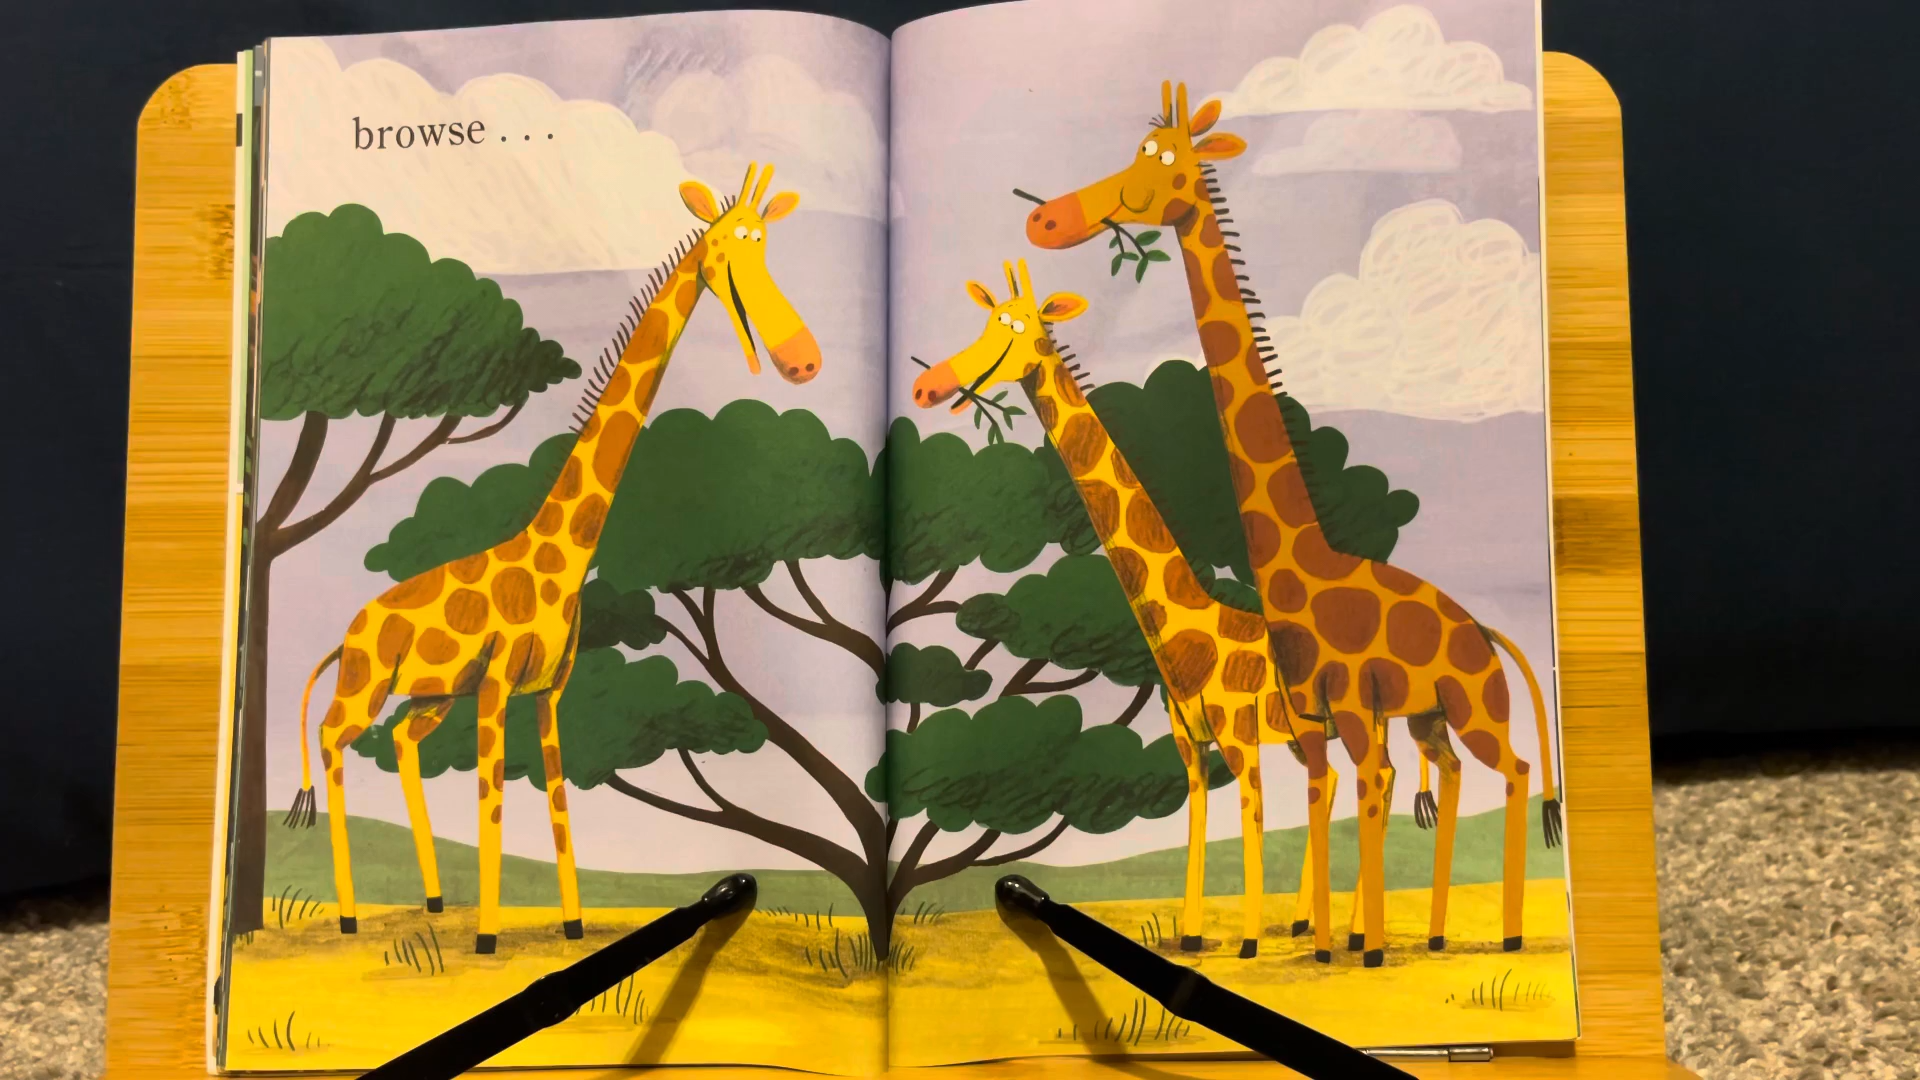 browse . . .